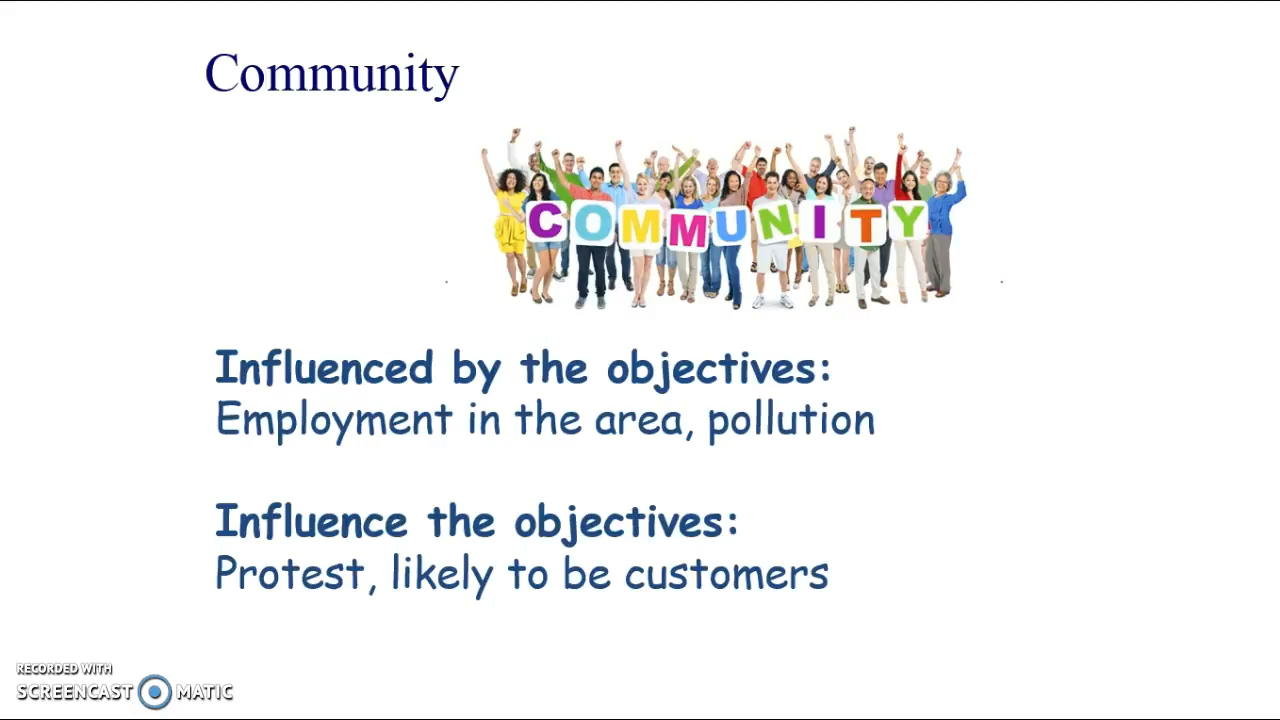 Community
COMMUNITY
Influenced by the objectives:
Employment in the area, pollution
Influence the objectives:
Protest, likely to be customers
RECORDED WITH
SCREENCAST MATIC